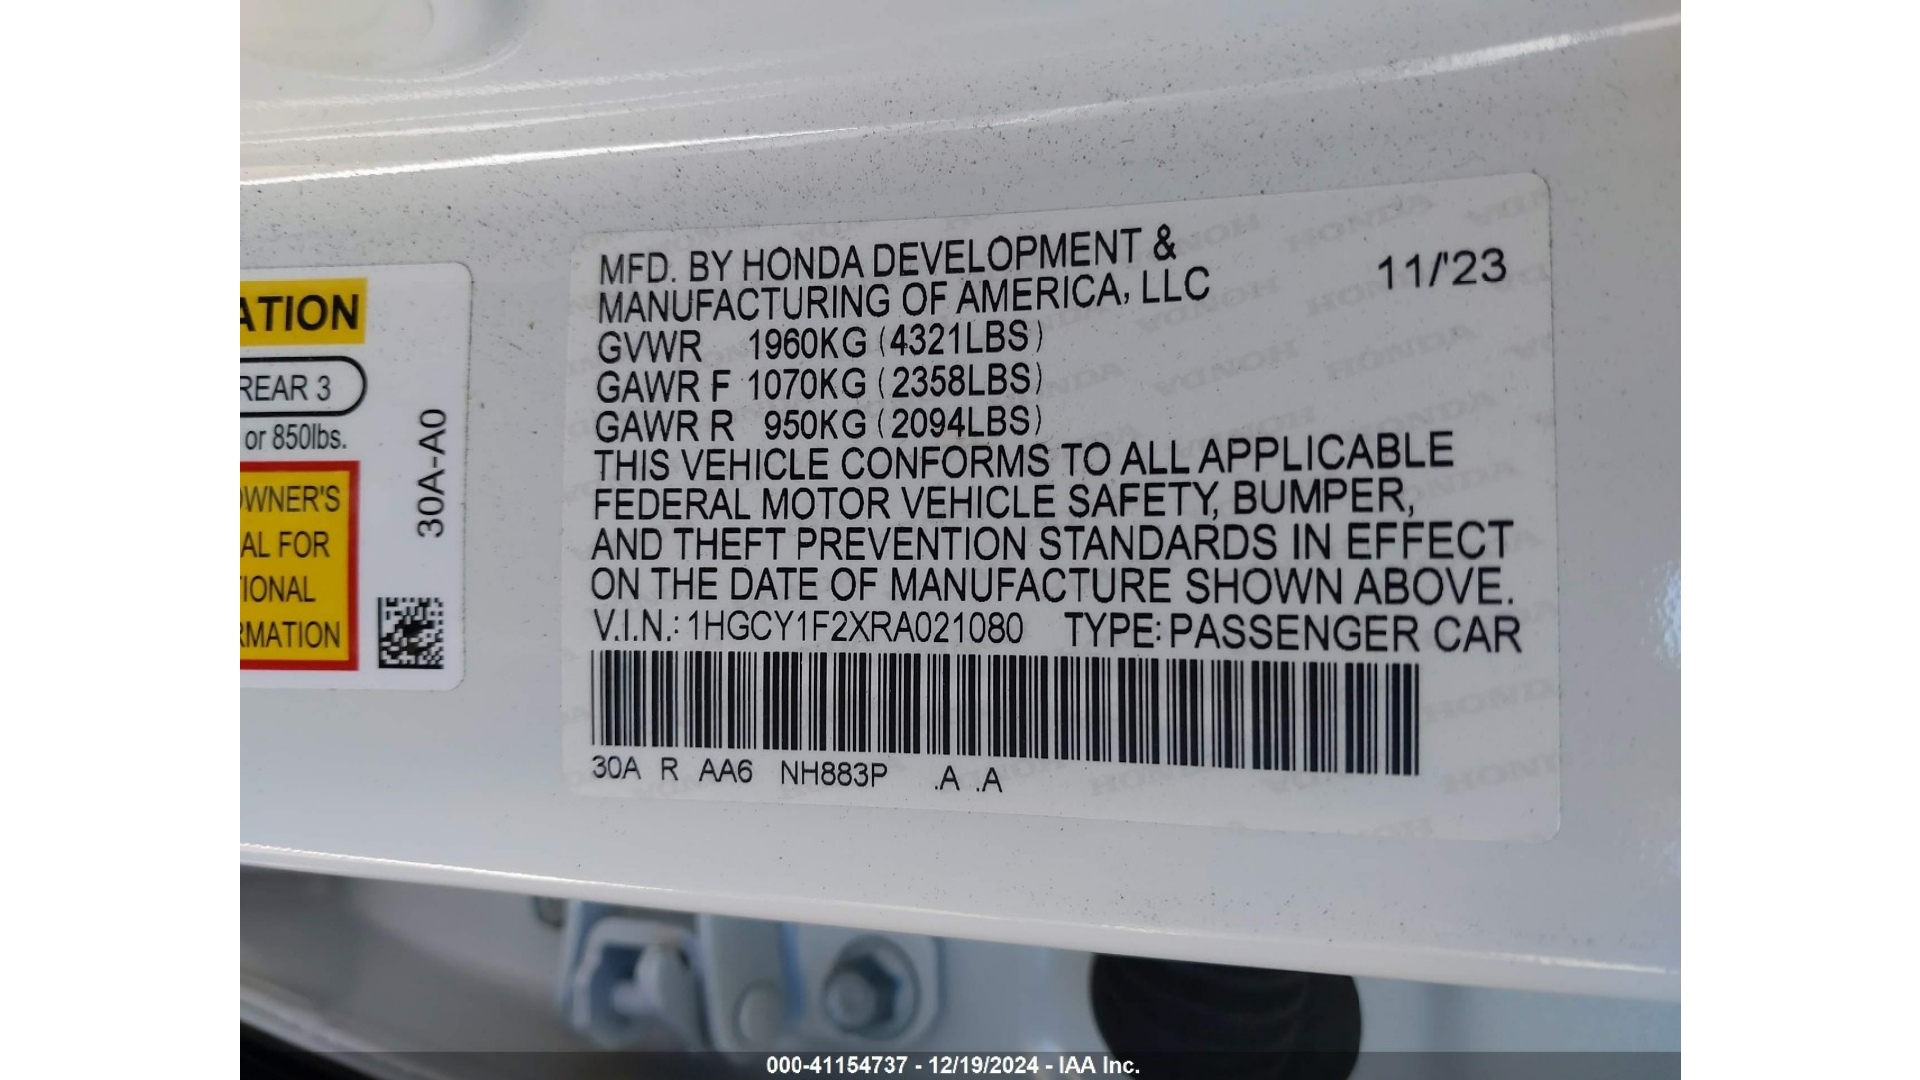 ATION
REAR 3
or 850lbs.
OWNER'S
AL FOR
IONAL
RMATION
30A-A0
MFD. BY HONDA DEVELOPMENT &
MANUFACTURING OF AMERICA, LLC
11/'23
GVWR 1960KG (4321LBS)
GAWR F 1070KG (2358LBS)
GAWR R 950KG (2094LBS)
THIS VEHICLE CONFORMS TO ALL APPLICABLE
FEDERAL MOTOR VEHICLE SAFETY, BUMPER,
AND THEFT PREVENTION STANDARDS IN EFFECT
ON THE DATE OF MANUFACTURE SHOWN ABOVE.
V.I.N.: 1HGCY1F2XRA021080 TYPE: PASSENGER CAR
30A R AA6 NH883P .A .A
000-41154737 - 12/19/2024 - IAA Inc.